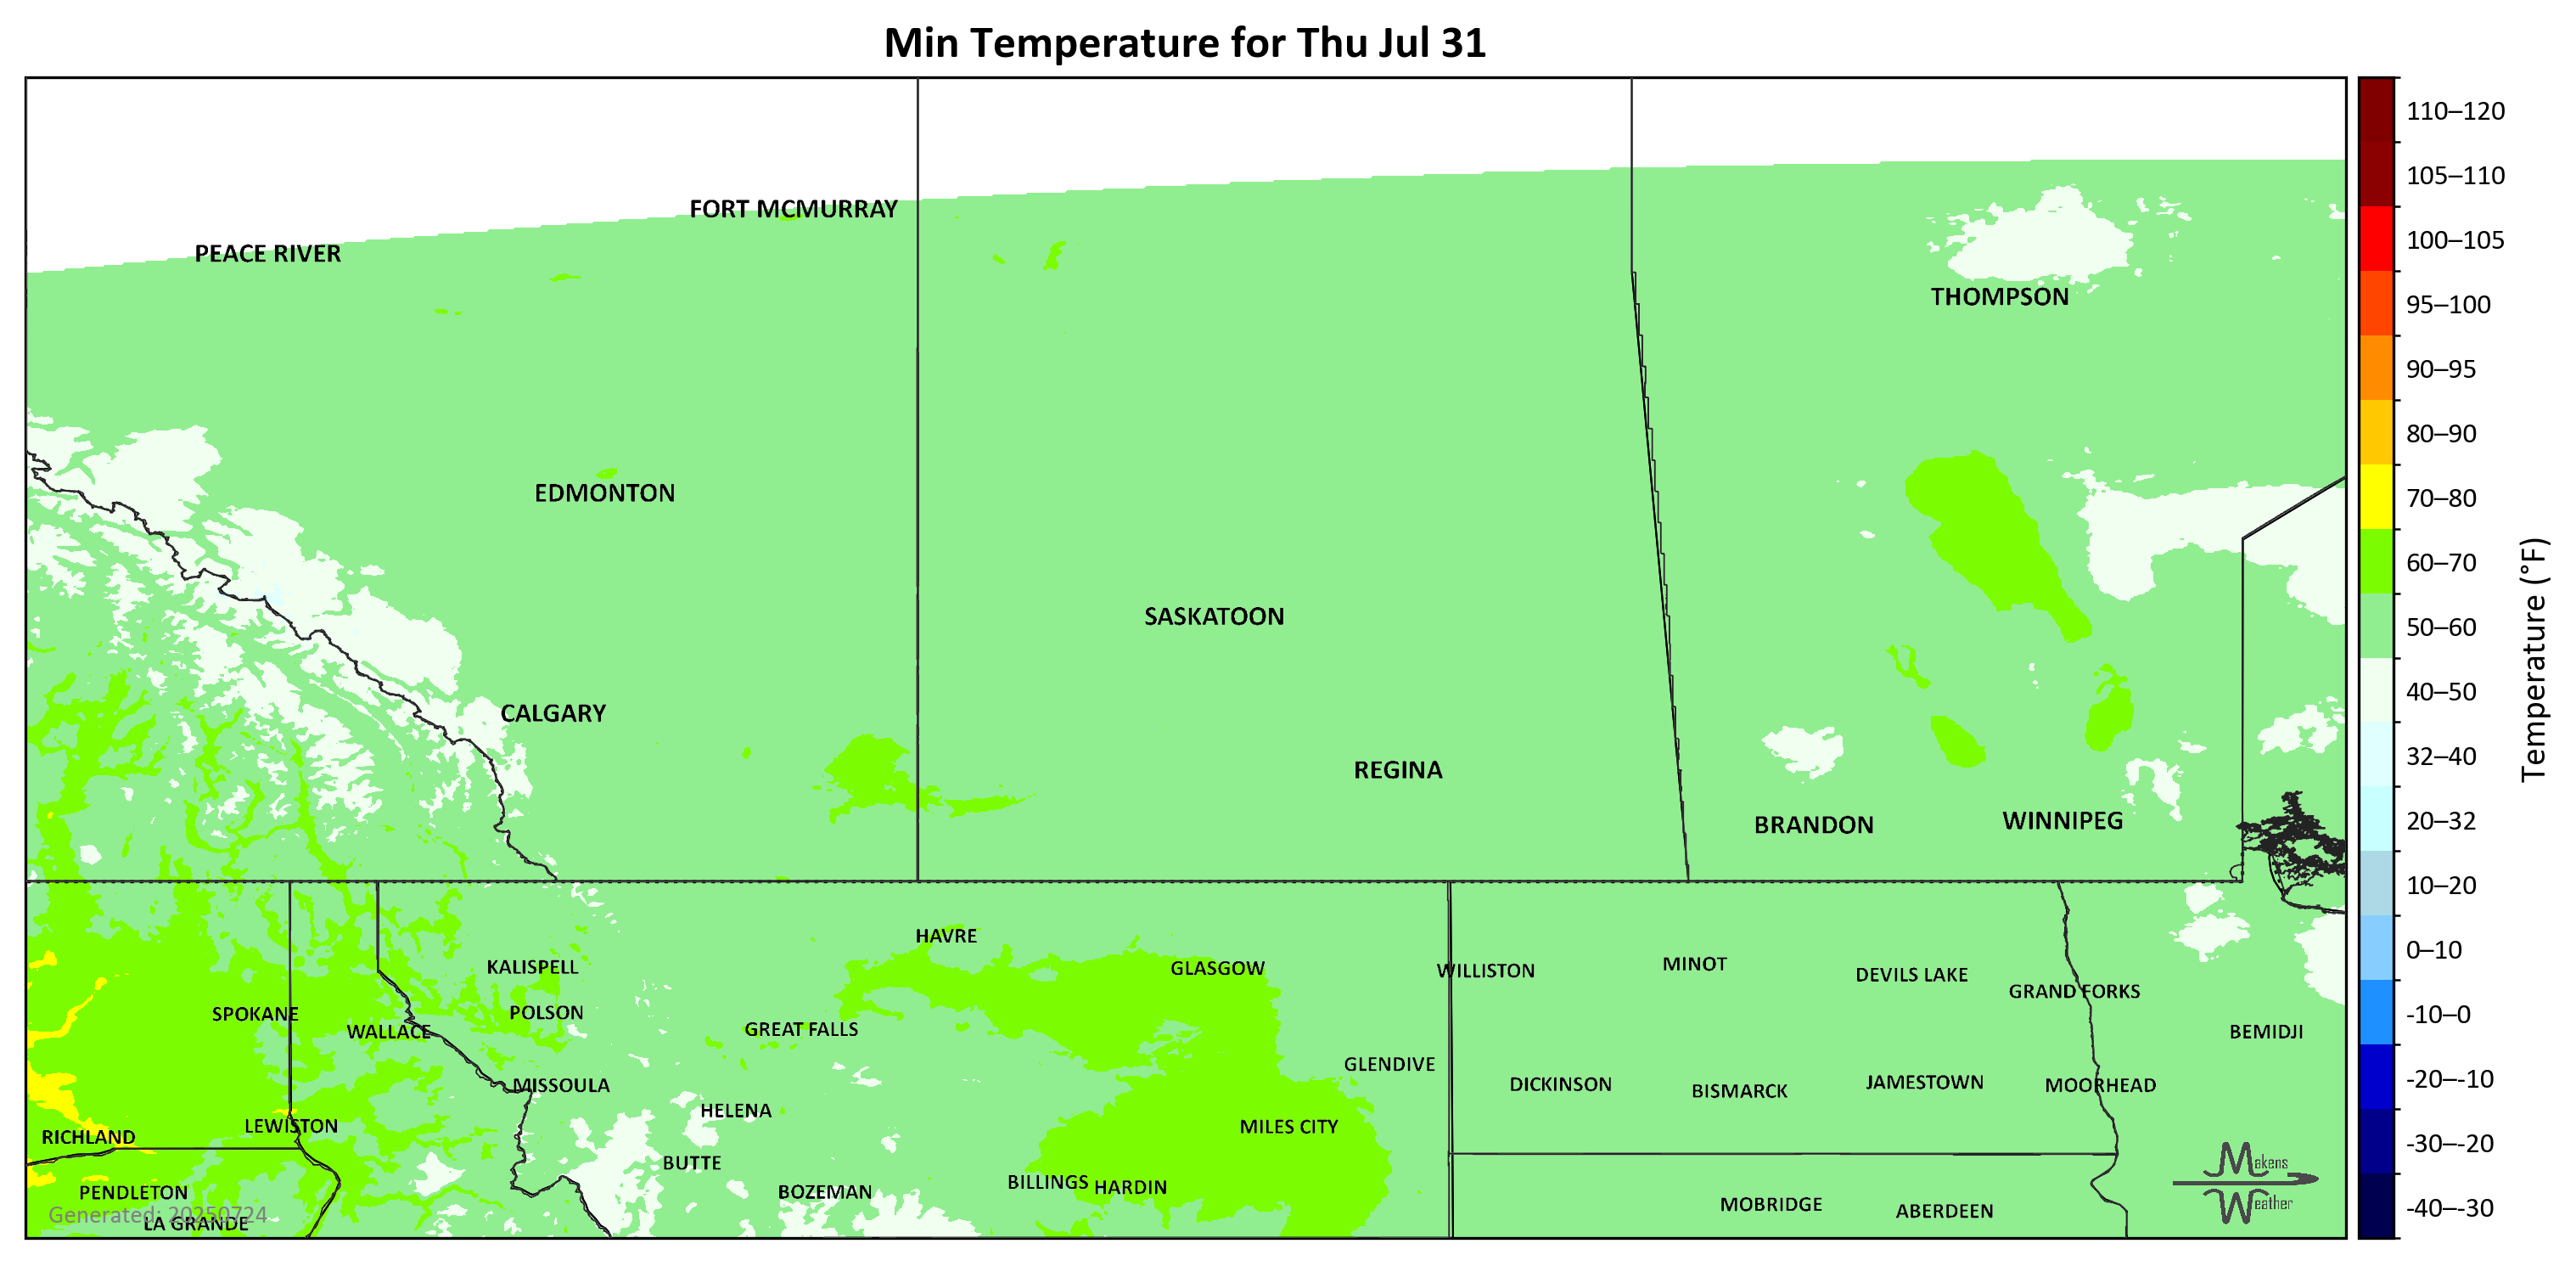 Min Temperature for Thu Jul 31
110–120
105–110
100–105
95–100
90–95
80–90
70–80
60–70
50–60
40–50
32–40
20–32
10–20
0–10
-10–0
-20–-10
-30–-20
-40–-30
Temperature (°F)
FORT MCMURRAY
PEACE RIVER
THOMPSON
EDMONTON
SASKATOON
CALGARY
REGINA
BRANDON
WINNIPEG
HAVRE
KALISPELL
GLASGOW
WILLISTON
MINOT
DEVILS LAKE
GRAND FORKS
SPOKANE
POLSON
WALLACE
GREAT FALLS
BEMIDJI
GLENDIVE
MISSOULA
DICKINSON
BISMARCK
JAMESTOWN
MOORHEAD
HELENA
LEWISTON
MILES CITY
RICHLAND
BUTTE
BILLINGS
HARDIN
PENDLETON
BOZEMAN
MOBRIDGE
ABERDEEN
LA GRANDE
Generated: 20250724
Makens
Weather